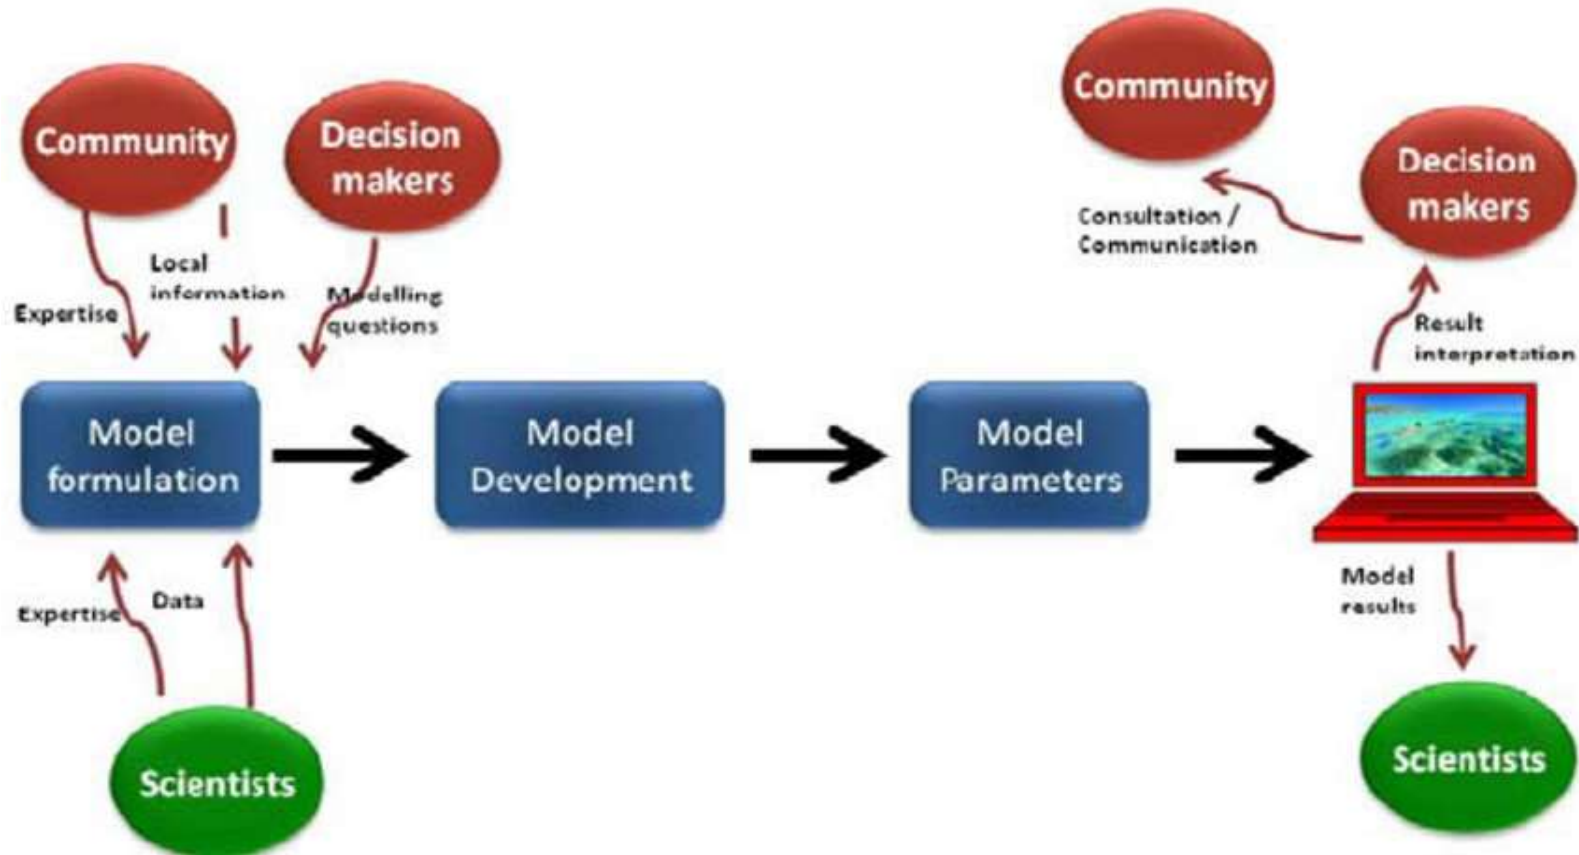 Community
Decision
makers
Expertise
Local
information
Modelling
questions
Model
formulation
Expertise
Data
Scientists
Model
Development
Model
Parameters
Community
Decision
makers
Consultation /
Communication
Result
interpretation
Model
results
Scientists